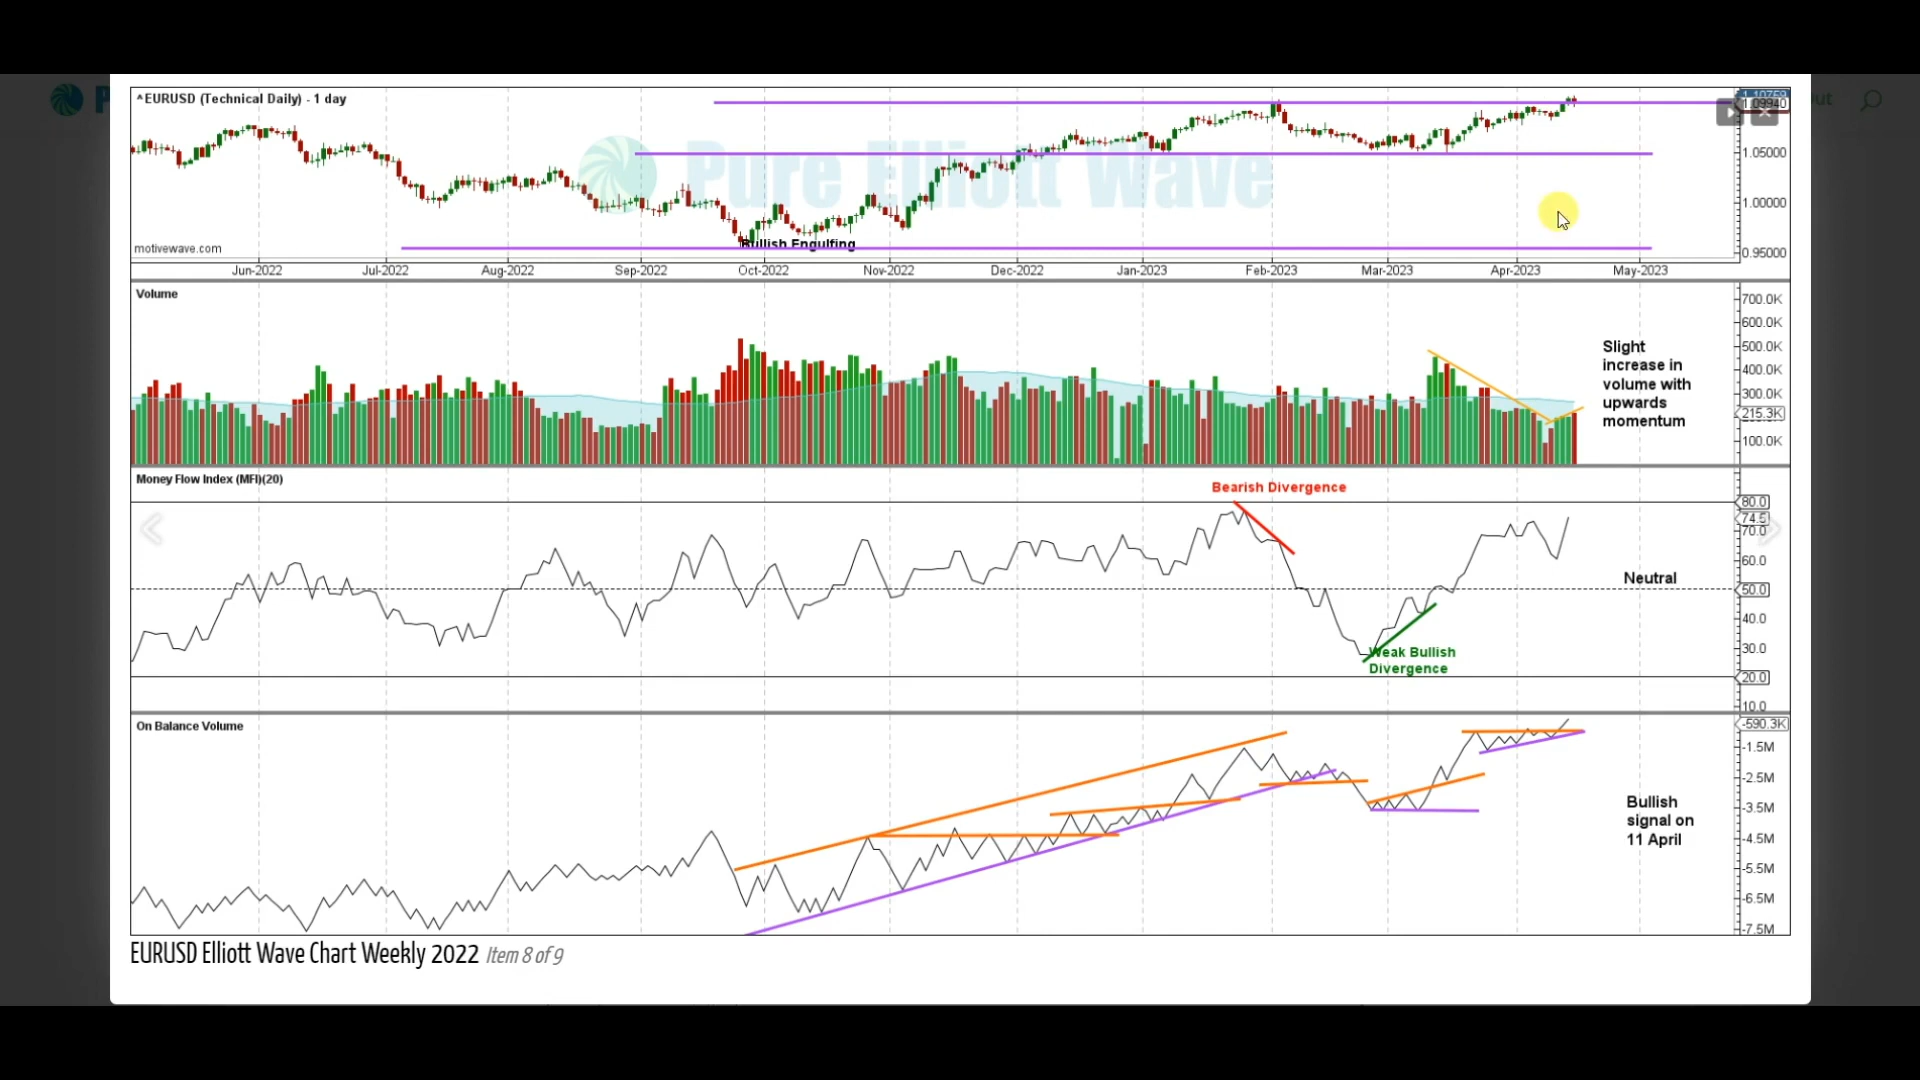 ^EURUSD (Technical Daily) - 1 day
1.09940
1.05000
Pure Elliott Wave
1.00000
motivewave.com
Bullish Engulfing
0.95000
Jun-2022 Jul-2022 Aug-2022 Sep-2022 Oct-2022 Nov-2022 Dec-2022 Jan-2023 Feb-2023 Mar-2023 Apr-2023 May-2023
Volume
700.0K
600.0K
500.0K
400.0K
300.0K
215.3K
100.0K
Slight
increase in
volume with
upwards
momentum
Money Flow Index (MFI)(20)
Bearish Divergence
80.0
74.5
70.0
60.0
Neutral
50.0
40.0
30.0
Weak Bullish
Divergence
20.0
10.0
On Balance Volume
-590.3K
-1.5M
-2.5M
-3.5M
-4.5M
-5.5M
-6.5M
-7.5M
Bullish
signal on
11 April
EURUSD Elliott Wave Chart Weekly 2022 Item 8 of 9